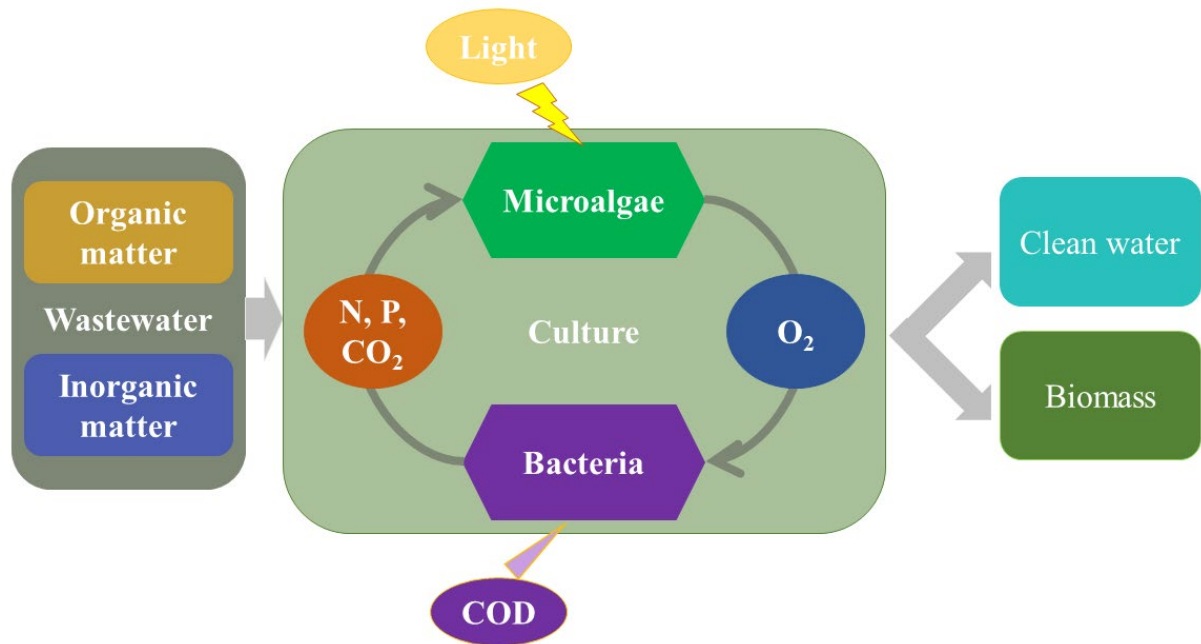 Light
Organic
matter
Wastewater
Inorganic
matter
Microalgae
N, P,
CO₂
Culture
O₂
Bacteria
COD
Clean water
Biomass